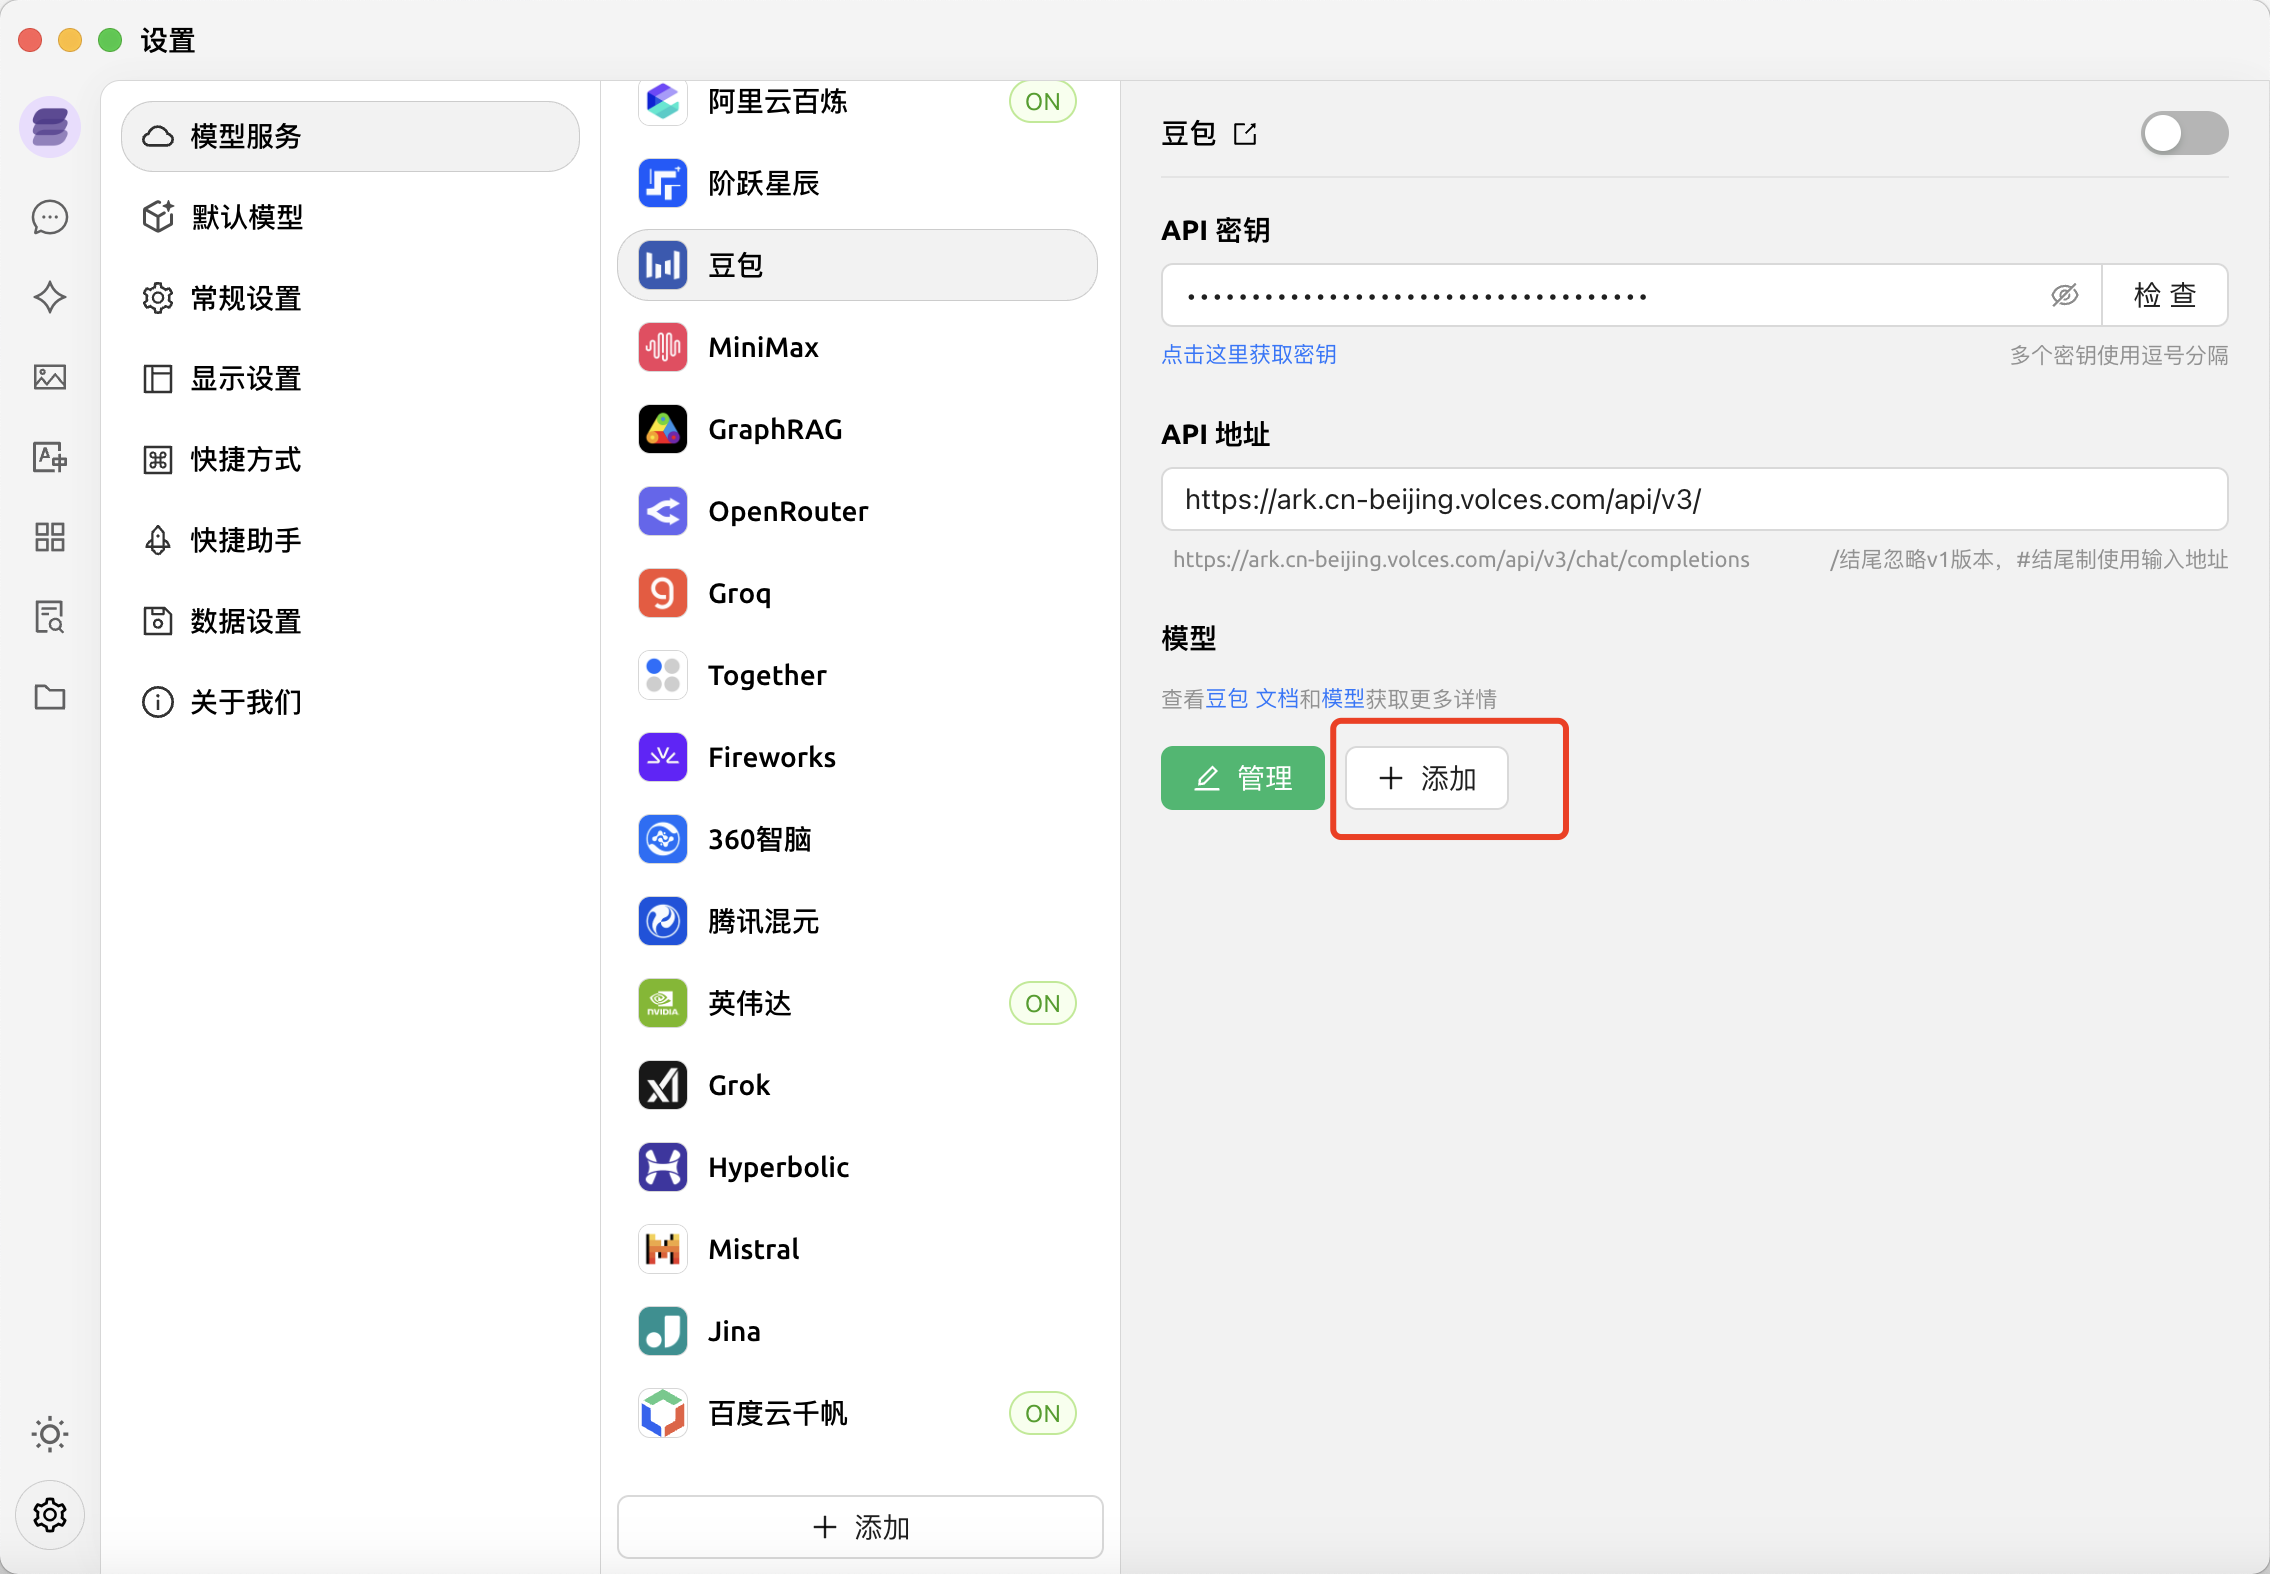 设置
模型服务
默认模型
常规设置
显示设置
快捷方式
快捷助手
数据设置
关于我们
阿里云百炼 ON
阶跃星辰
豆包
MiniMax
GraphRAG
OpenRouter
Groq
Together
Fireworks
360智脑
腾讯混元
NVIDIA 英伟达 ON
Grok
Hyperbolic
Mistral
Jina
百度云千帆 ON
+ 添加
豆包
API 密钥
•••••••••••••••••••••••••••••••••••• 检 查
点击这里获取密钥 多个密钥使用逗号分隔
API 地址
https://ark.cn-beijing.volces.com/api/v3/
https://ark.cn-beijing.volces.com/api/v3/chat/completions /结尾忽略v1版本，#结尾制使用输入地址
模型
查看豆包 文档和模型获取更多详情
管理 + 添加